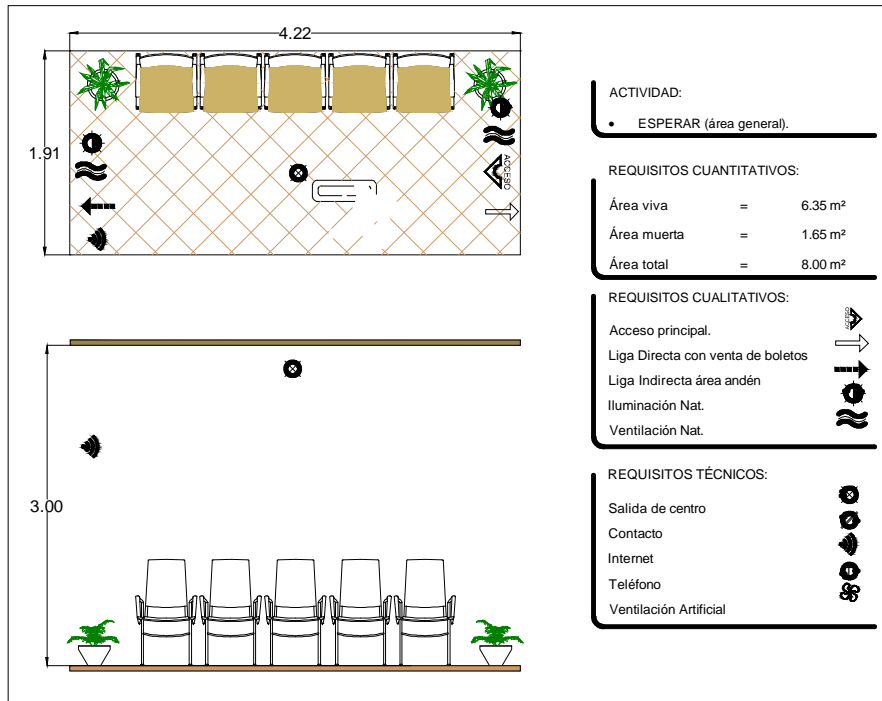 4.22
1.91
ACCESO
3.00
ACTIVIDAD:
• ESPERAR (área general).
REQUISITOS CUANTITATIVOS:
Área viva = 6.35 m²
Área muerta = 1.65 m²
Área total = 8.00 m²
REQUISITOS CUALITATIVOS:
Acceso principal.
ACCESO
Liga Directa con venta de boletos
Liga Indirecta área andén
Iluminación Nat.
Ventilación Nat.
REQUISITOS TÉCNICOS:
Salida de centro
Contacto
Internet
Teléfono
Ventilación Artificial